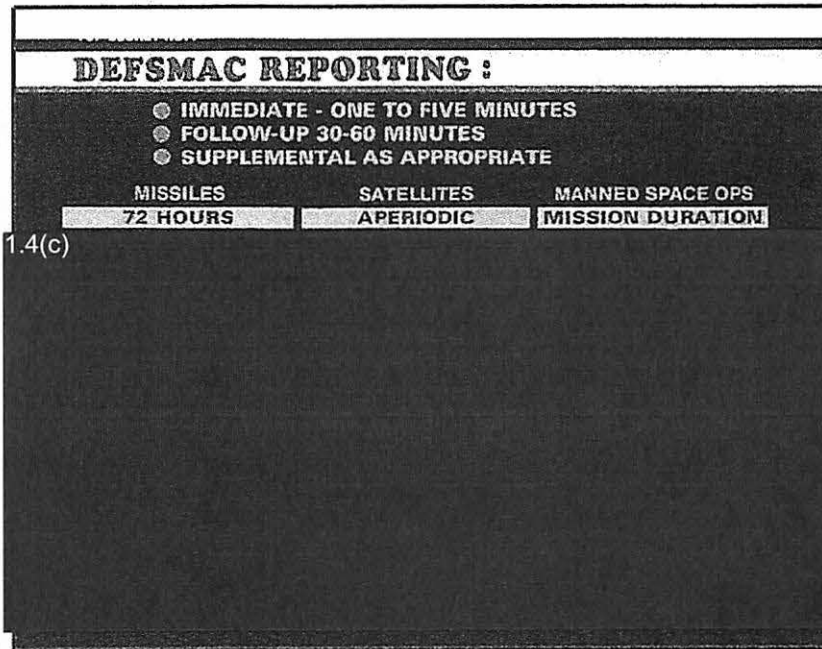 DEFSMAC REPORTING :
IMMEDIATE - ONE TO FIVE MINUTES
FOLLOW-UP 30-60 MINUTES
SUPPLEMENTAL AS APPROPRIATE
MISSILES SATELLITES MANNED SPACE OPS
72 HOURS APERIODIC MISSION DURATION
1.4(c)